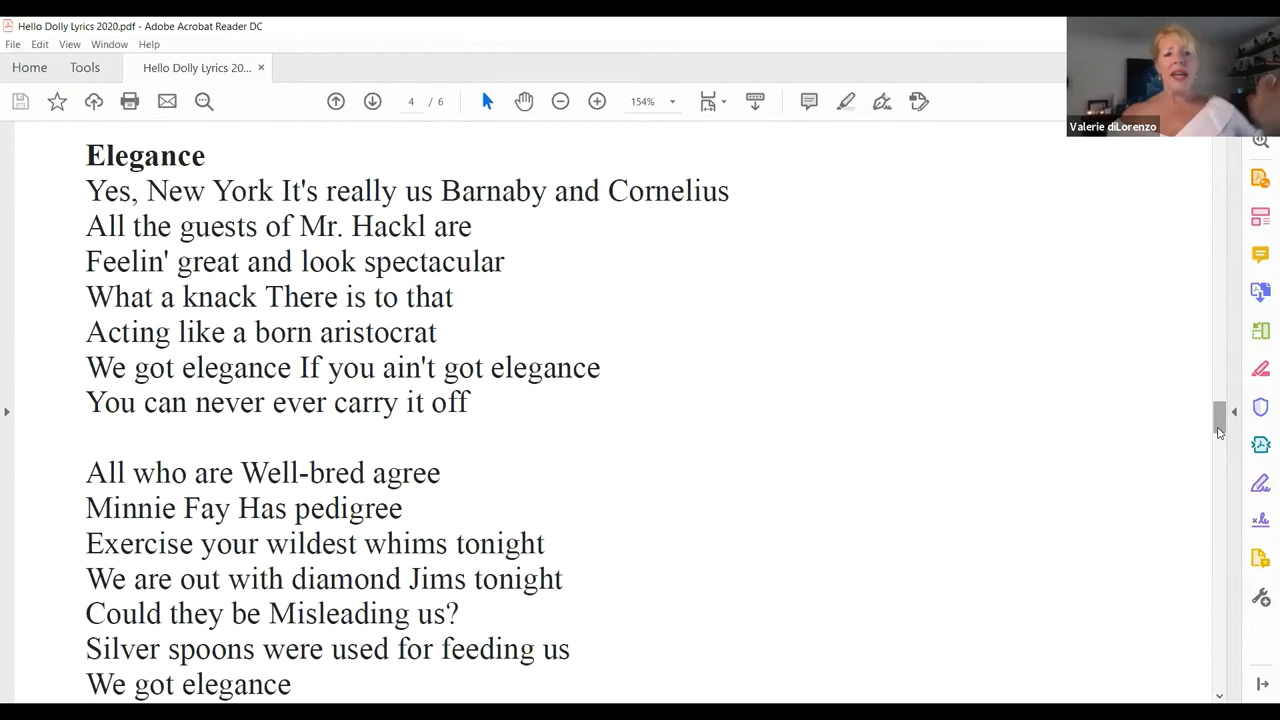 Hello Dolly Lyrics 2020.pdf - Adobe Acrobat Reader DC
File Edit View Window Help
Home Tools Hello Dolly Lyrics 20... ×
4 / 6 154%
Valerie diLorenzo
Elegance
Yes, New York It's really us Barnaby and Cornelius
All the guests of Mr. Hackl are
Feelin' great and look spectacular
What a knack There is to that
Acting like a born aristocrat
We got elegance If you ain't got elegance
You can never ever carry it off
All who are Well-bred agree
Minnie Fay Has pedigree
Exercise your wildest whims tonight
We are out with diamond Jims tonight
Could they be Misleading us?
Silver spoons were used for feeding us
We got elegance